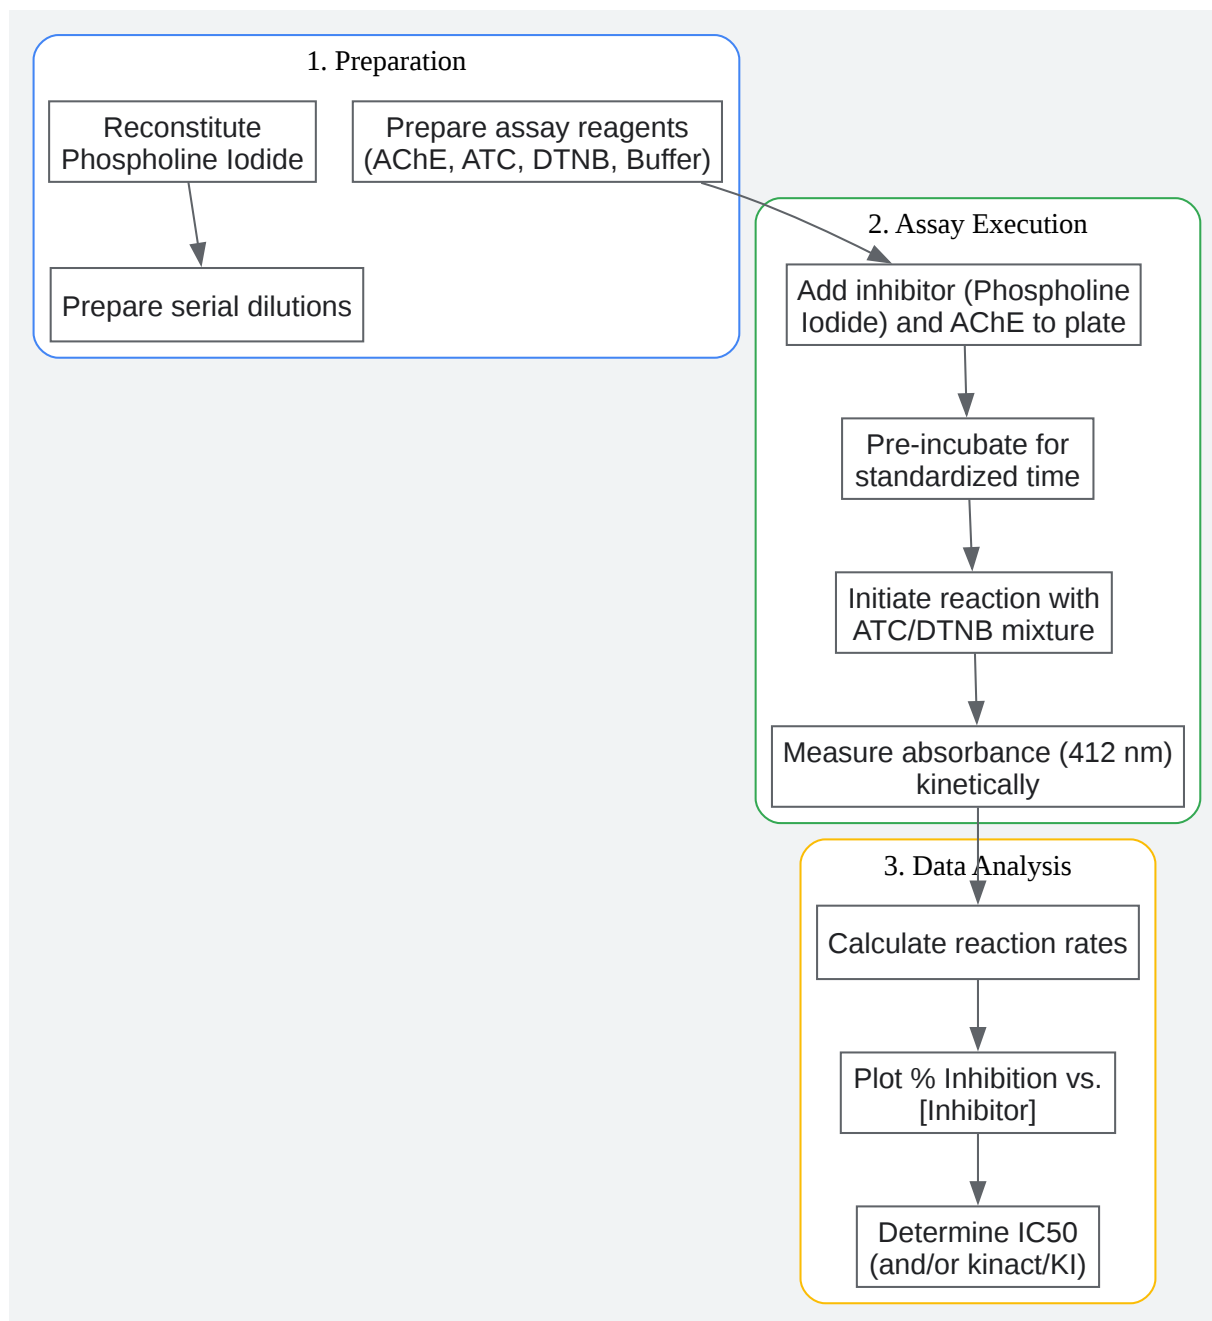 1. Preparation
Reconstitute
Phospholine Iodide
Prepare assay reagents
(AChE, ATC, DTNB, Buffer)
Prepare serial dilutions
2. Assay Execution
Add inhibitor (Phospholine
Iodide) and AChE to plate
Pre-incubate for
standardized time
Initiate reaction with
ATC/DTNB mixture
Measure absorbance (412 nm)
kinetically
3. Data Analysis
Calculate reaction rates
Plot % Inhibition vs.
[Inhibitor]
Determine IC50
(and/or kinact/KI)